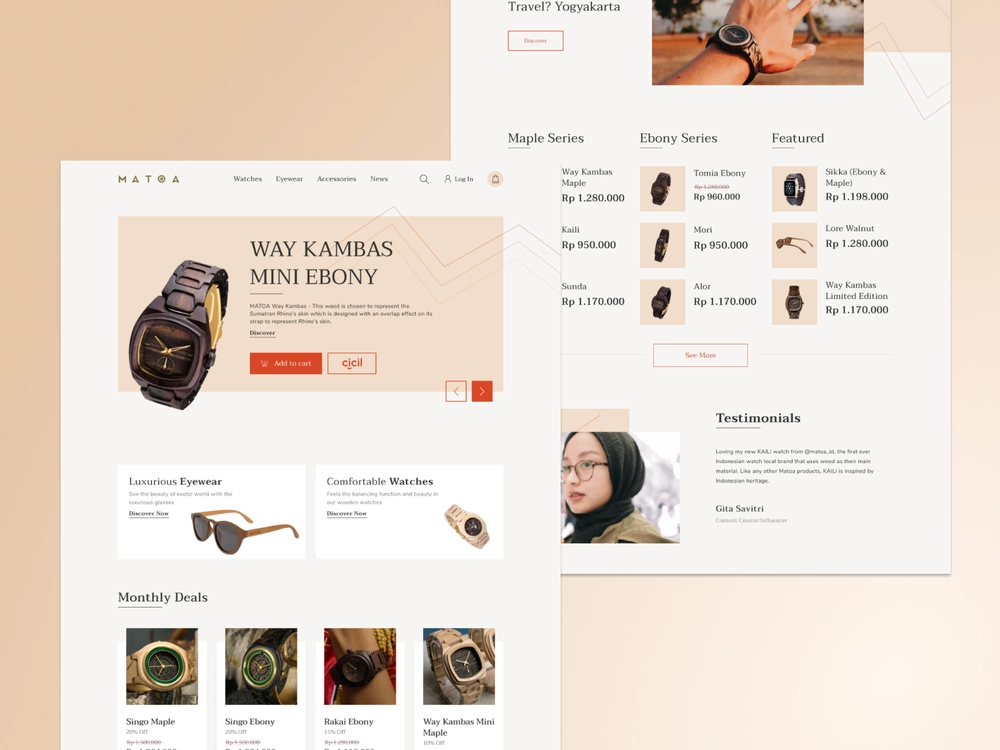 Travel? Yogyakarta
Discover
Maple Series
Ebony Series
Featured
Way Kambas
Maple
Rp 1.280.000
Tomia Ebony
Rp 1.280.000
Rp 960.000
Sikka (Ebony &
Maple)
Rp 1.198.000
Kaili
Rp 950.000
Mori
Rp 950.000
Lore Walnut
Rp 1.280.000
Sunda
Rp 1.170.000
Alor
Rp 1.170.000
Way Kambas
Limited Edition
Rp 1.170.000
See More
Testimonials
Loving my new KAILI watch from @matoa_id, the first ever
Indonesian watch local brand that uses wood as their main
material. Like any other Matoa products, KAILI is inspired by
Indonesian heritage.
Gita Savitri
Content Creator/Influencer
MATOA
Watches
Eyewear
Accessories
News
Log In
WAY KAMBAS
MINI EBONY
MATOA Way Kambas - This wood is chosen to represent the
Sumatran Rhino's skin which is designed with an overlap effect on its
strap to represent Rhino's skin.
Discover
Add to cart
cicil
Luxurious Eyewear
See the beauty of exotic world with the
luxurious glasses
Discover Now
Comfortable Watches
Feels the balancing function and beauty in
our wooden watches
Discover Now
Monthly Deals
Singo Maple
20% Off
Rp 1.500.000
Singo Ebony
20% Off
Rp 1.500.000
Rakai Ebony
15% Off
Rp 1.290.000
Way Kambas Mini
Maple
10% Off